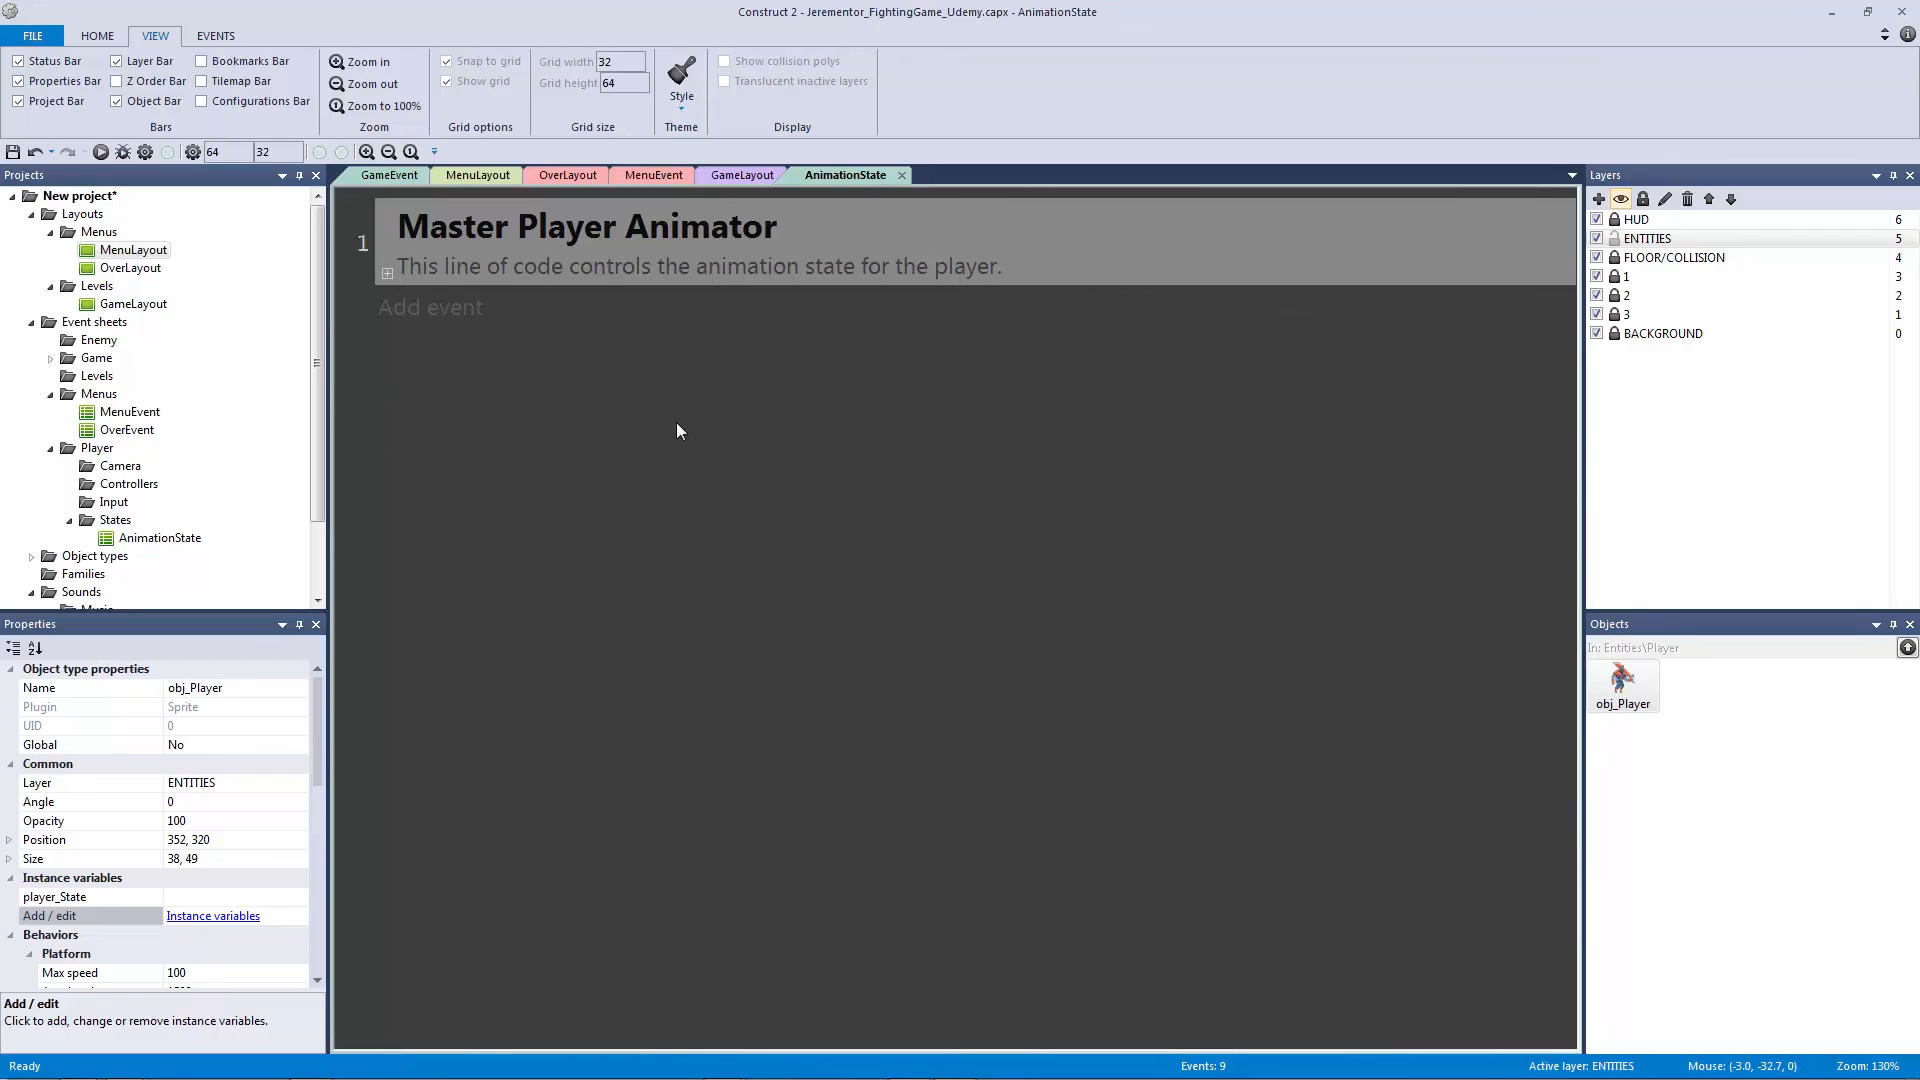 Construct 2 - Jerementor_FightingGame_Udemy.capx - AnimationState
FILE HOME VIEW EVENTS
Status Bar Layer Bar Bookmarks Bar
Properties Bar Z Order Bar Tilemap Bar
Project Bar Object Bar Configurations Bar
Bars
Zoom in
Zoom out
Zoom to 100%
Zoom
Snap to grid
Show grid
Grid options
Grid width 32
Grid height 64
Grid size
Style
Theme
Show collision polys
Translucent inactive layers
Display
64 32
Projects
New project*
Layouts
Menus
MenuLayout
OverLayout
Levels
GameLayout
Event sheets
Enemy
Game
Levels
Menus
MenuEvent
OverEvent
Player
Camera
Controllers
Input
States
AnimationState
Object types
Families
Sounds
Music
Properties
Object type properties
Name obj_Player
Plugin Sprite
UID 0
Global No
Common
Layer ENTITIES
Angle 0
Opacity 100
Position 352, 320
Size 38, 49
Instance variables
player_State
Add / edit Instance variables
Behaviors
Platform
Max speed 100
Add / edit
Click to add, change or remove instance variables.
GameEvent MenuLayout OverLayout MenuEvent GameLayout AnimationState
1
Master Player Animator
This line of code controls the animation state for the player.
Add event
Layers
HUD 6
ENTITIES 5
FLOOR/COLLISION 4
1 3
2 2
3 1
BACKGROUND 0
Objects
In: Entities\Player
obj_Player
Ready Events: 9 Active layer: ENTITIES Mouse: (-3.0, -32.7, 0) Zoom: 130%